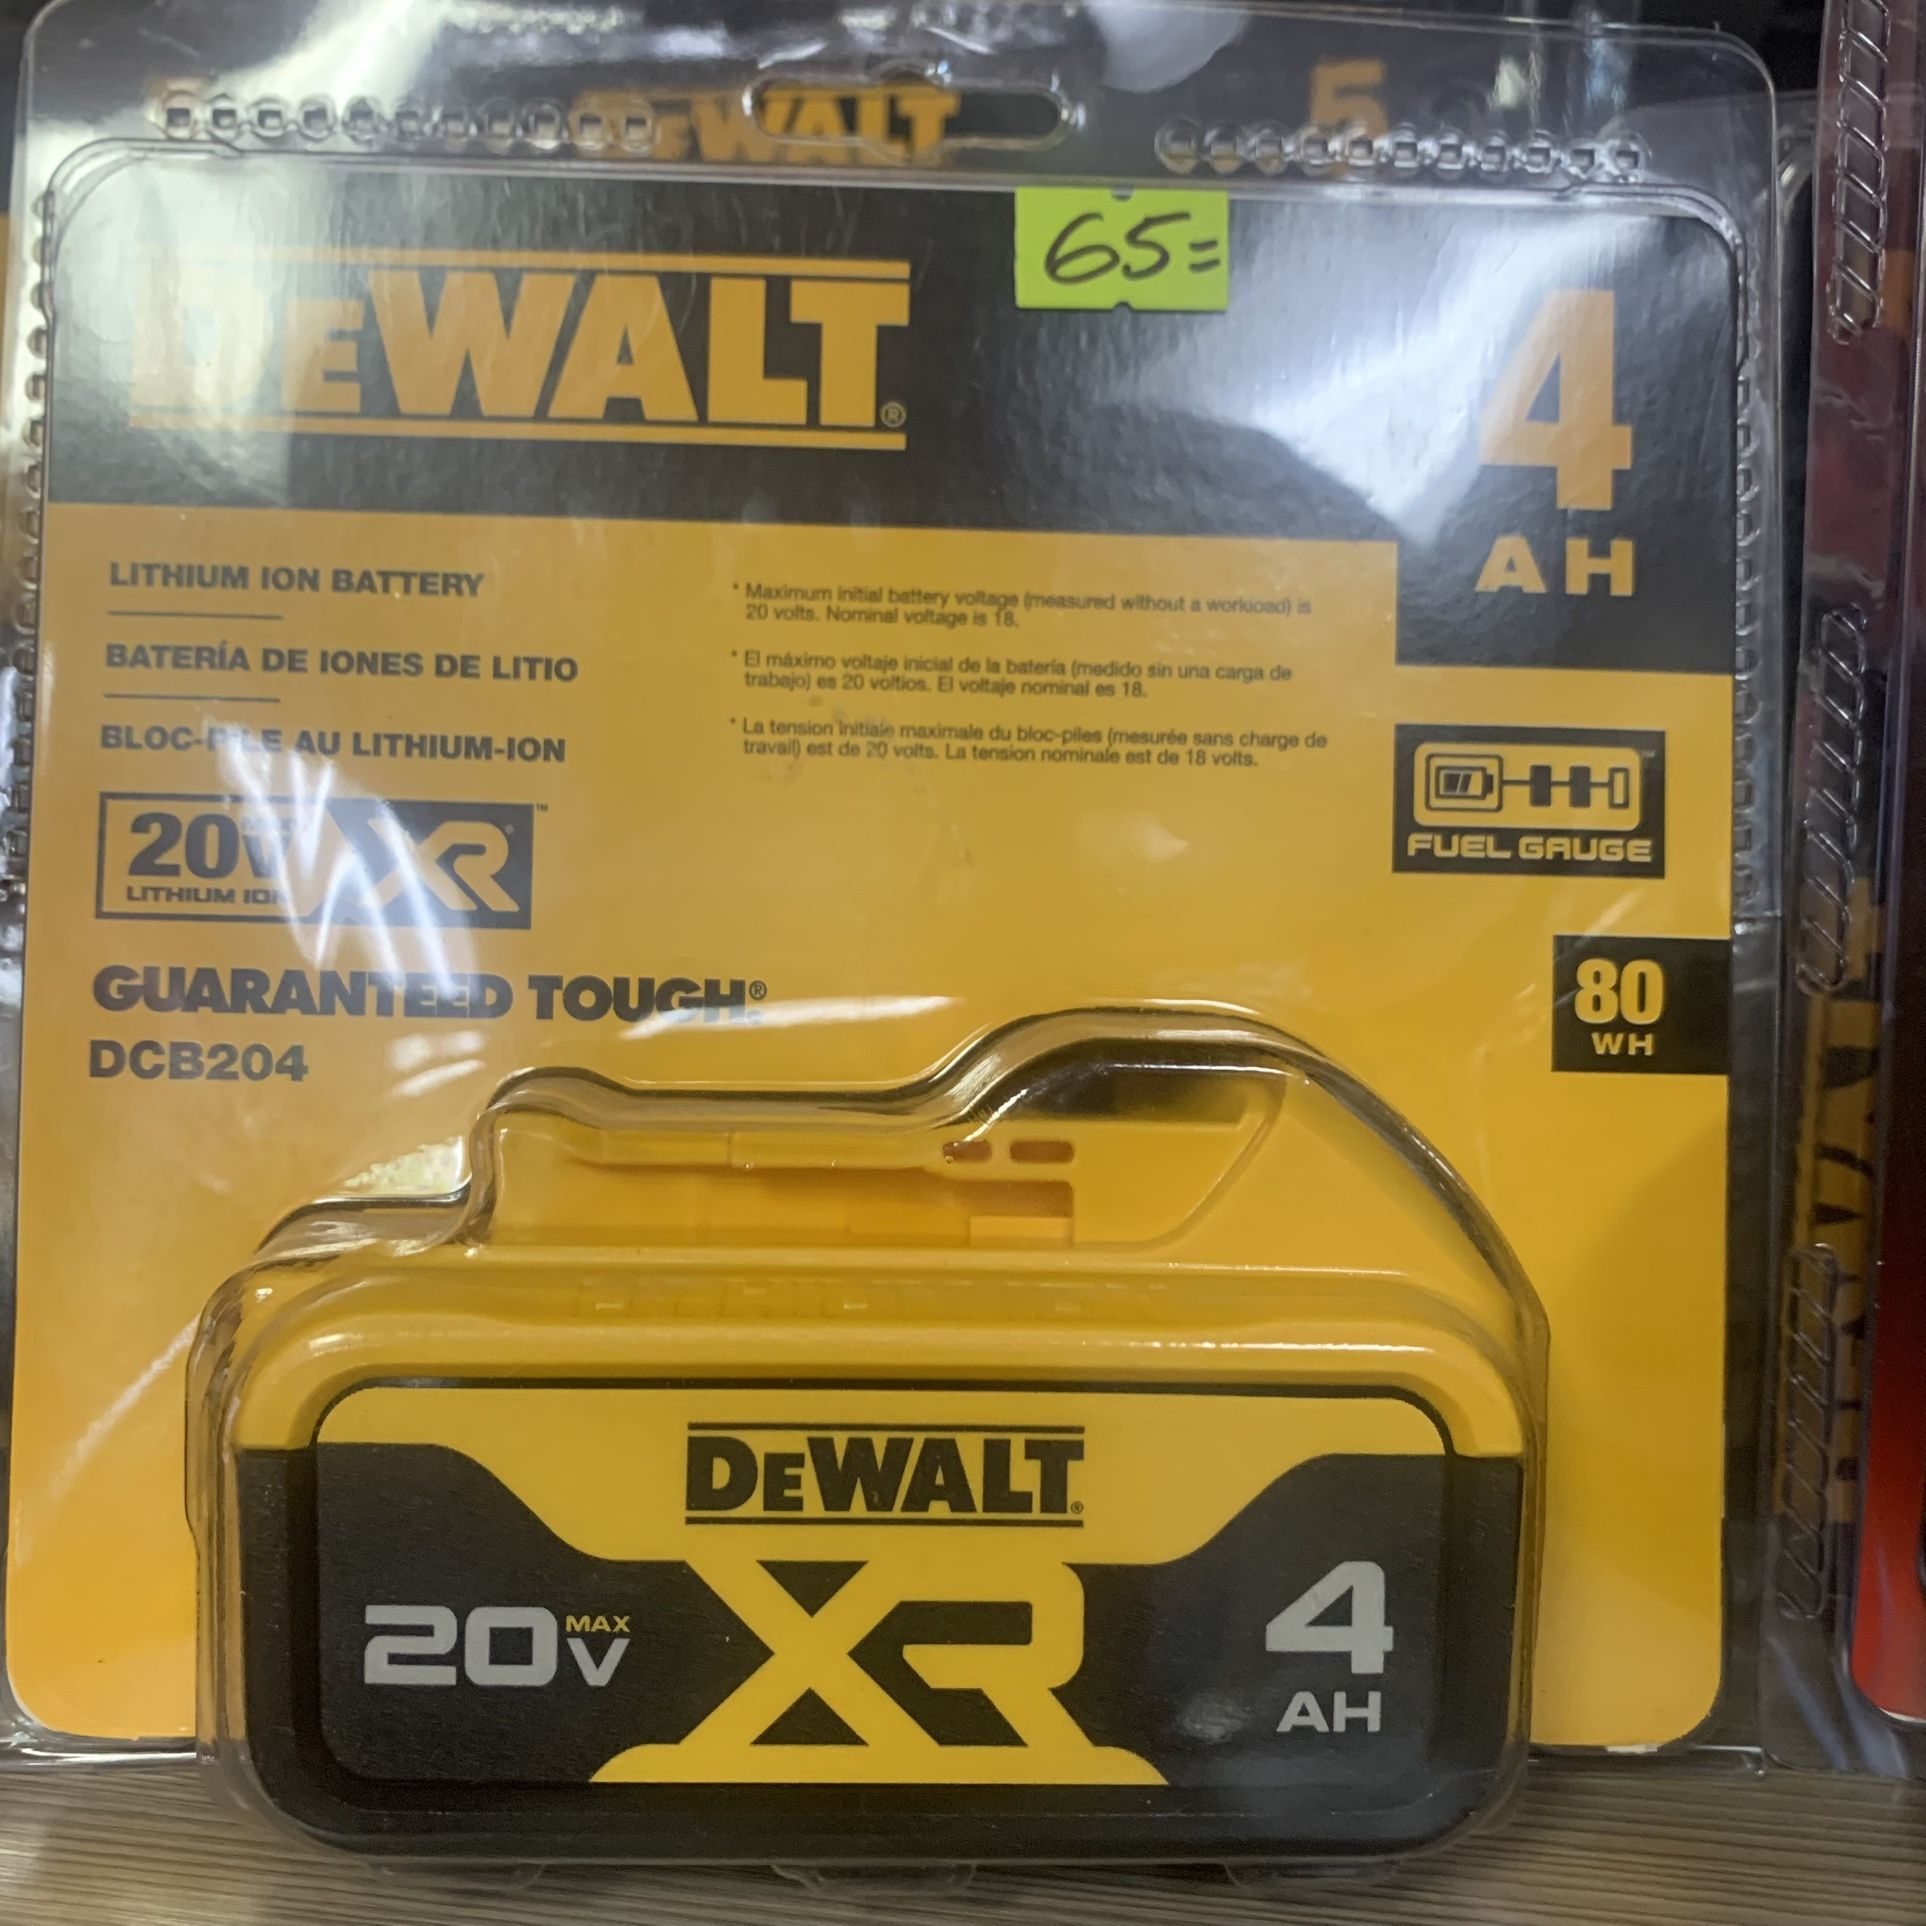 DEWALT
5
65=
DEWALT®
4
AH
LITHIUM ION BATTERY
BATERÍA DE IONES DE LITIO
BLOC-PILE AU LITHIUM-ION
* Maximum initial battery voltage (measured without a workload) is
20 volts. Nominal voltage is 18.
* El máximo voltaje inicial de la batería (medido sin una carga de
trabajo) es 20 voltios. El voltaje nominal es 18.
* La tension initiale maximale du bloc-piles (mesurée sans charge de
travail) est de 20 volts. La tension nominale est de 18 volts.
FUEL GAUGE™
20V XR™
LITHIUM ION
80
WH
GUARANTEED TOUGH®
DCB204
DEWALT®
20V MAX
XR
4
AH